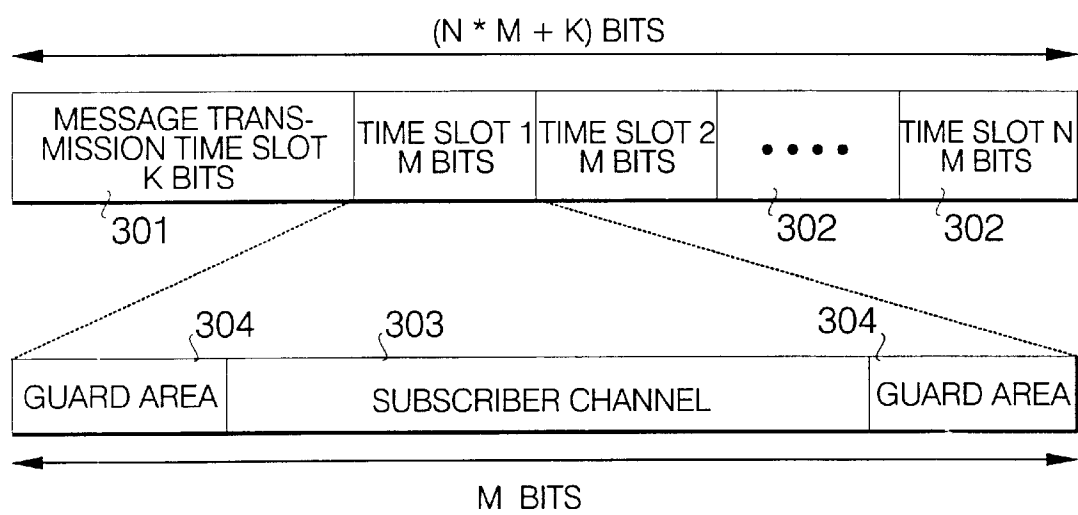 (N * M + K) BITS
MESSAGE TRANS-
MISSION TIME SLOT
K BITS
TIME SLOT 1
M BITS
TIME SLOT 2
M BITS
• • • •
TIME SLOT N
M BITS
301
302
302
304
303
304
GUARD AREA
SUBSCRIBER CHANNEL
GUARD AREA
M BITS